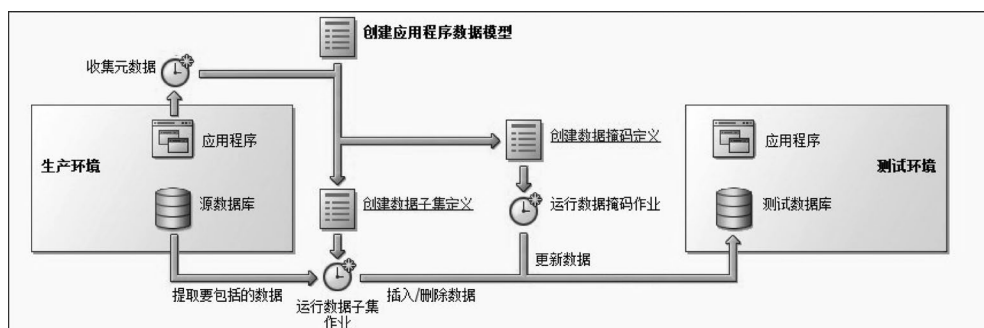 创建应用程序数据模型
收集元数据
生产环境
应用程序
源数据库
创建数据掩码定义
运行数据掩码作业
创建数据子集定义
应用程序
测试环境
测试数据库
更新数据
提取要包括的数据
运行数据子集
作业
插入/删除数据